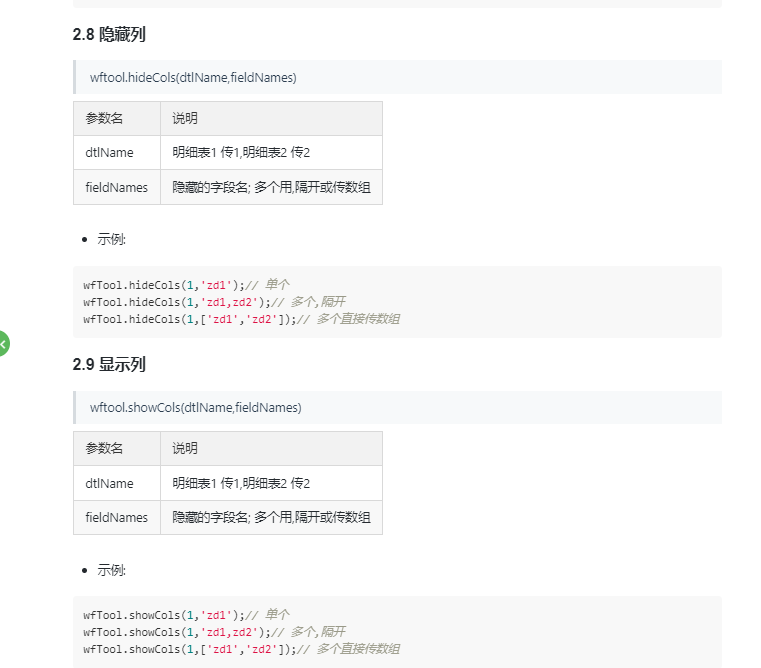 2.8 隐藏列
wftool.hideCols(dtlName,fieldNames)
参数名 说明
dtlName 明细表1 传1,明细表2 传2
fieldNames 隐藏的字段名; 多个用,隔开或传数组
示例:
wfTool.hideCols(1,'zd1');// 单个
wfTool.hideCols(1,'zd1,zd2');// 多个,隔开
wfTool.hideCols(1,['zd1','zd2']);// 多个直接传数组
2.9 显示列
wftool.showCols(dtlName,fieldNames)
参数名 说明
dtlName 明细表1 传1,明细表2 传2
fieldNames 隐藏的字段名; 多个用,隔开或传数组
示例:
wfTool.showCols(1,'zd1');// 单个
wfTool.showCols(1,'zd1,zd2');// 多个,隔开
wfTool.showCols(1,['zd1','zd2']);// 多个直接传数组